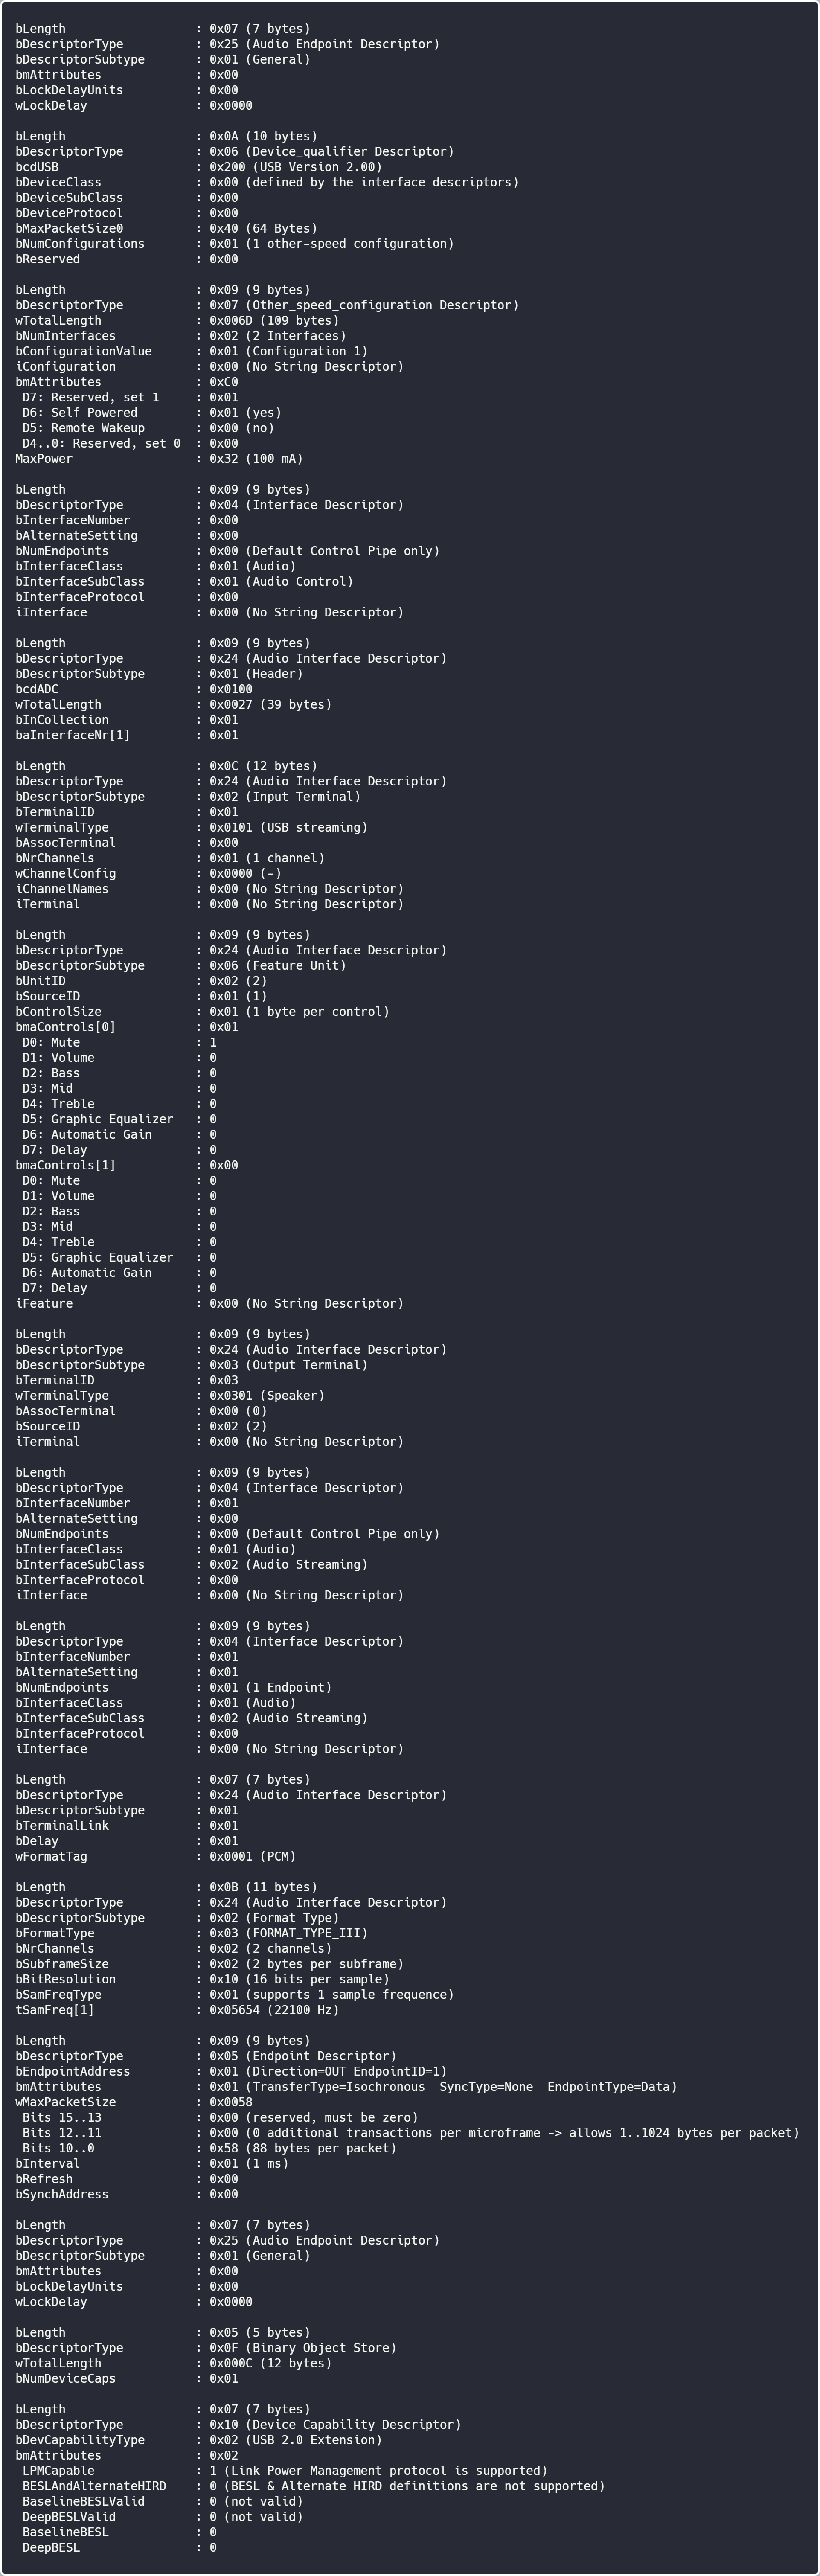 bLength                  : 0x07 (7 bytes)
bDescriptorType          : 0x25 (Audio Endpoint Descriptor)
bDescriptorSubtype       : 0x01 (General)
bmAttributes             : 0x00
bLockDelayUnits          : 0x00
wLockDelay               : 0x0000

bLength                  : 0x0A (10 bytes)
bDescriptorType          : 0x06 (Device_qualifier Descriptor)
bcdUSB                   : 0x200 (USB Version 2.00)
bDeviceClass             : 0x00 (defined by the interface descriptors)
bDeviceSubClass          : 0x00
bDeviceProtocol          : 0x00
bMaxPacketSize0          : 0x40 (64 Bytes)
bNumConfigurations       : 0x01 (1 other-speed configuration)
bReserved                : 0x00

bLength                  : 0x09 (9 bytes)
bDescriptorType          : 0x07 (Other_speed_configuration Descriptor)
wTotalLength             : 0x006D (109 bytes)
bNumInterfaces           : 0x02 (2 Interfaces)
bConfigurationValue      : 0x01 (Configuration 1)
iConfiguration           : 0x00 (No String Descriptor)
bmAttributes             : 0xC0
 D7: Reserved, set 1     : 0x01
 D6: Self Powered        : 0x01 (yes)
 D5: Remote Wakeup       : 0x00 (no)
 D4..0: Reserved, set 0  : 0x00
MaxPower                 : 0x32 (100 mA)

bLength                  : 0x09 (9 bytes)
bDescriptorType          : 0x04 (Interface Descriptor)
bInterfaceNumber         : 0x00
bAlternateSetting        : 0x00
bNumEndpoints            : 0x00 (Default Control Pipe only)
bInterfaceClass          : 0x01 (Audio)
bInterfaceSubClass       : 0x01 (Audio Control)
bInterfaceProtocol       : 0x00
iInterface               : 0x00 (No String Descriptor)

bLength                  : 0x09 (9 bytes)
bDescriptorType          : 0x24 (Audio Interface Descriptor)
bDescriptorSubtype       : 0x01 (Header)
bcdADC                   : 0x0100
wTotalLength             : 0x0027 (39 bytes)
bInCollection            : 0x01
baInterfaceNr[1]         : 0x01

bLength                  : 0x0C (12 bytes)
bDescriptorType          : 0x24 (Audio Interface Descriptor)
bDescriptorSubtype       : 0x02 (Input Terminal)
bTerminalID              : 0x01
wTerminalType            : 0x0101 (USB streaming)
bAssocTerminal           : 0x00
bNrChannels              : 0x01 (1 channel)
wChannelConfig           : 0x0000 (-)
iChannelNames            : 0x00 (No String Descriptor)
iTerminal                : 0x00 (No String Descriptor)

bLength                  : 0x09 (9 bytes)
bDescriptorType          : 0x24 (Audio Interface Descriptor)
bDescriptorSubtype       : 0x06 (Feature Unit)
bUnitID                  : 0x02 (2)
bSourceID                : 0x01 (1)
bControlSize             : 0x01 (1 byte per control)
bmaControls[0]           : 0x01
 D0: Mute                : 1
 D1: Volume              : 0
 D2: Bass                : 0
 D3: Mid                 : 0
 D4: Treble              : 0
 D5: Graphic Equalizer   : 0
 D6: Automatic Gain      : 0
 D7: Delay               : 0
bmaControls[1]           : 0x00
 D0: Mute                : 0
 D1: Volume              : 0
 D2: Bass                : 0
 D3: Mid                 : 0
 D4: Treble              : 0
 D5: Graphic Equalizer   : 0
 D6: Automatic Gain      : 0
 D7: Delay               : 0
iFeature                 : 0x00 (No String Descriptor)

bLength                  : 0x09 (9 bytes)
bDescriptorType          : 0x24 (Audio Interface Descriptor)
bDescriptorSubtype       : 0x03 (Output Terminal)
bTerminalID              : 0x03
wTerminalType            : 0x0301 (Speaker)
bAssocTerminal           : 0x00 (0)
bSourceID                : 0x02 (2)
iTerminal                : 0x00 (No String Descriptor)

bLength                  : 0x09 (9 bytes)
bDescriptorType          : 0x04 (Interface Descriptor)
bInterfaceNumber         : 0x01
bAlternateSetting        : 0x00
bNumEndpoints            : 0x00 (Default Control Pipe only)
bInterfaceClass          : 0x01 (Audio)
bInterfaceSubClass       : 0x02 (Audio Streaming)
bInterfaceProtocol       : 0x00
iInterface               : 0x00 (No String Descriptor)

bLength                  : 0x09 (9 bytes)
bDescriptorType          : 0x04 (Interface Descriptor)
bInterfaceNumber         : 0x01
bAlternateSetting        : 0x01
bNumEndpoints            : 0x01 (1 Endpoint)
bInterfaceClass          : 0x01 (Audio)
bInterfaceSubClass       : 0x02 (Audio Streaming)
bInterfaceProtocol       : 0x00
iInterface               : 0x00 (No String Descriptor)

bLength                  : 0x07 (7 bytes)
bDescriptorType          : 0x24 (Audio Interface Descriptor)
bDescriptorSubtype       : 0x01
bTerminalLink            : 0x01
bDelay                   : 0x01
wFormatTag               : 0x0001 (PCM)

bLength                  : 0x0B (11 bytes)
bDescriptorType          : 0x24 (Audio Interface Descriptor)
bDescriptorSubtype       : 0x02 (Format Type)
bFormatType              : 0x03 (FORMAT_TYPE_III)
bNrChannels              : 0x02 (2 channels)
bSubframeSize            : 0x02 (2 bytes per subframe)
bBitResolution           : 0x10 (16 bits per sample)
bSamFreqType             : 0x01 (supports 1 sample frequence)
tSamFreq[1]              : 0x05654 (22100 Hz)

bLength                  : 0x09 (9 bytes)
bDescriptorType          : 0x05 (Endpoint Descriptor)
bEndpointAddress         : 0x01 (Direction=OUT EndpointID=1)
bmAttributes             : 0x01 (TransferType=Isochronous  SyncType=None  EndpointType=Data)
wMaxPacketSize           : 0x0058
 Bits 15..13             : 0x00 (reserved, must be zero)
 Bits 12..11             : 0x00 (0 additional transactions per microframe -> allows 1..1024 bytes per packet)
 Bits 10..0              : 0x58 (88 bytes per packet)
bInterval                : 0x01 (1 ms)
bRefresh                 : 0x00
bSynchAddress            : 0x00

bLength                  : 0x07 (7 bytes)
bDescriptorType          : 0x25 (Audio Endpoint Descriptor)
bDescriptorSubtype       : 0x01 (General)
bmAttributes             : 0x00
bLockDelayUnits          : 0x00
wLockDelay               : 0x0000

bLength                  : 0x05 (5 bytes)
bDescriptorType          : 0x0F (Binary Object Store)
wTotalLength             : 0x000C (12 bytes)
bNumDeviceCaps           : 0x01

bLength                  : 0x07 (7 bytes)
bDescriptorType          : 0x10 (Device Capability Descriptor)
bDevCapabilityType       : 0x02 (USB 2.0 Extension)
bmAttributes             : 0x02
 LPMCapable              : 1 (Link Power Management protocol is supported)
 BESLAndAlternateHIRD    : 0 (BESL & Alternate HIRD definitions are not supported)
 BaselineBESLValid       : 0 (not valid)
 DeepBESLValid           : 0 (not valid)
 BaselineBESL            : 0
 DeepBESL                : 0